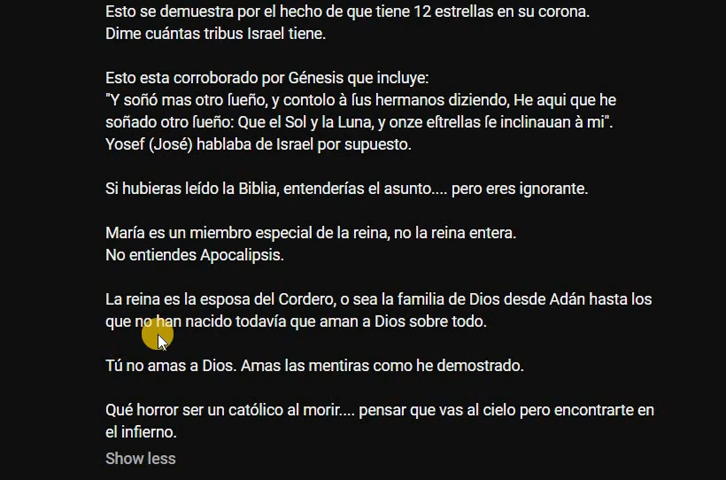 Esto se demuestra por el hecho de que tiene 12 estrellas en su corona.
Dime cuántas tribus Israel tiene.
Esto esta corroborado por Génesis que incluye:
"Y soñó mas otro ſueño, y contolo à ſus hermanos diziendo, He aqui que he
soñado otro ſueño: Que el Sol y la Luna, y onze eſtrellas ſe inclinauan à mi".
Yosef (José) hablaba de Israel por supuesto.
Si hubieras leído la Biblia, entenderías el asunto.... pero eres ignorante.
María es un miembro especial de la reina, no la reina entera.
No entiendes Apocalipsis.
La reina es la esposa del Cordero, o sea la familia de Dios desde Adán hasta los
que no han nacido todavía que aman a Dios sobre todo.
Tú no amas a Dios. Amas las mentiras como he demostrado.
Qué horror ser un católico al morir.... pensar que vas al cielo pero encontrarte en
el infierno.
Show less